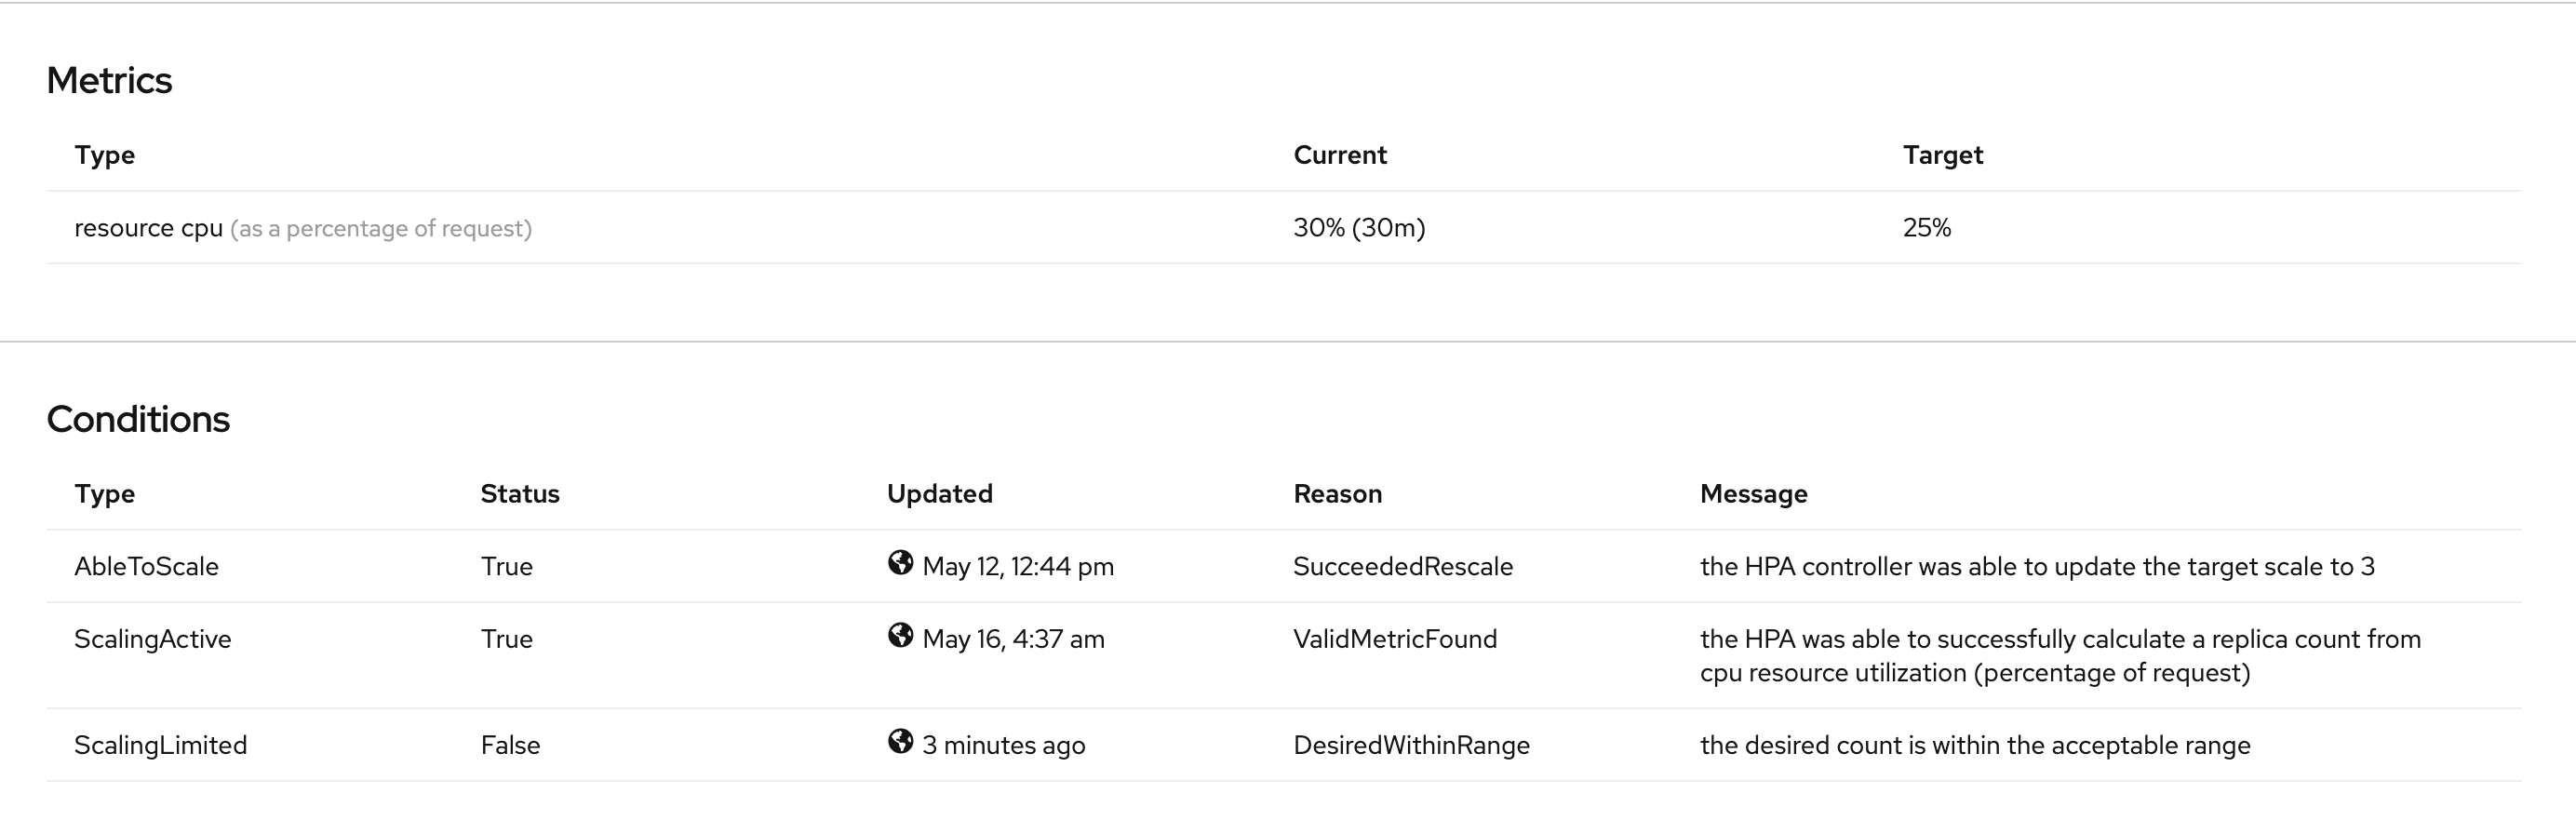 Metrics
Type Current Target
resource cpu (as a percentage of request) 30% (30m) 25%
Conditions
Type Status Updated Reason Message
AbleToScale True May 12, 12:44 pm SucceededRescale the HPA controller was able to update the target scale to 3
ScalingActive True May 16, 4:37 am ValidMetricFound the HPA was able to successfully calculate a replica count from
cpu resource utilization (percentage of request)
ScalingLimited False 3 minutes ago DesiredWithinRange the desired count is within the acceptable range